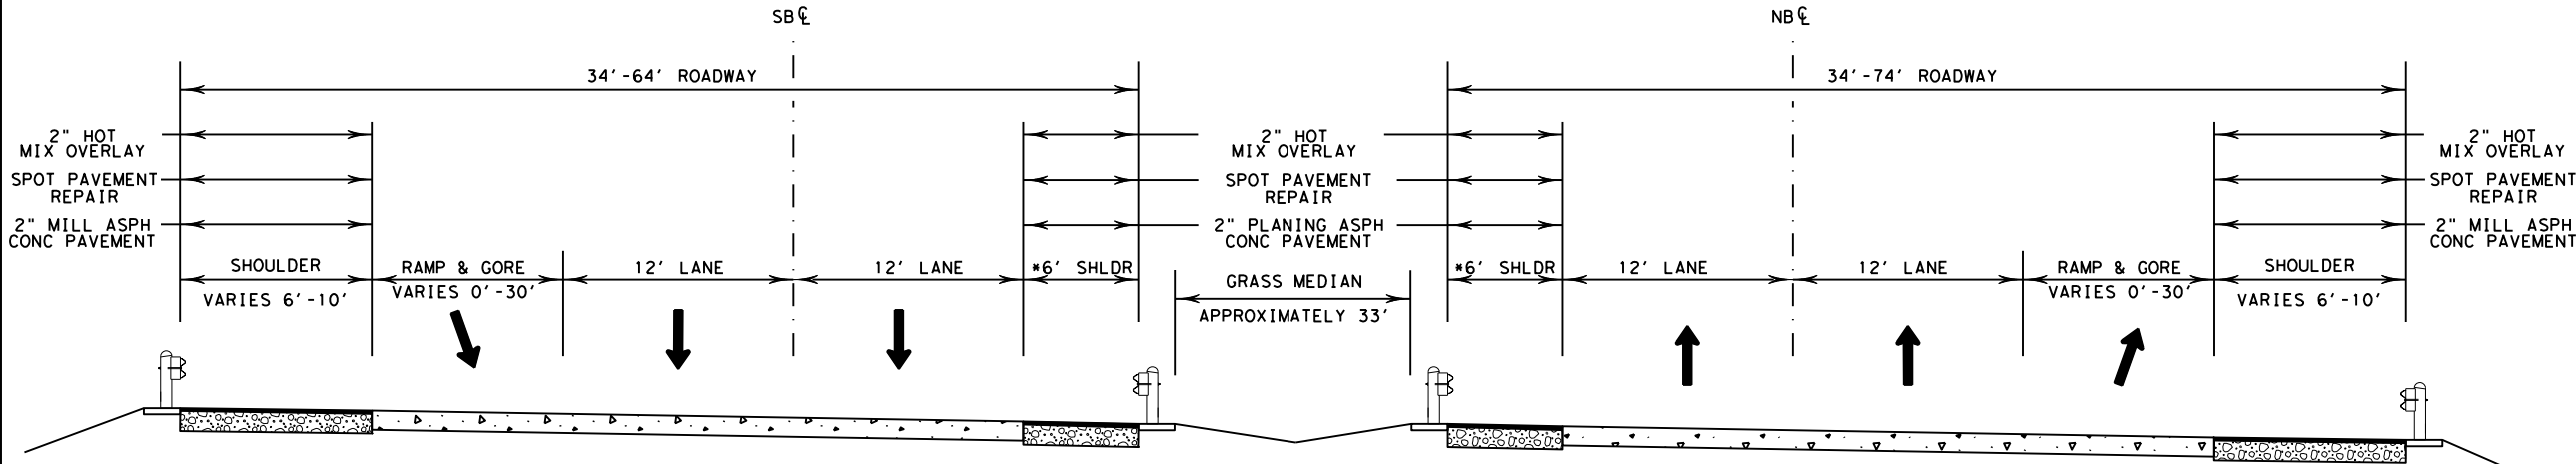 SB ℄
NB ℄
34'-64' ROADWAY
34'-74' ROADWAY
2" HOT
MIX OVERLAY
SPOT PAVEMENT
REPAIR
2" MILL ASPH
CONC PAVEMENT
2" HOT
MIX OVERLAY
SPOT PAVEMENT
REPAIR
2" PLANING ASPH
CONC PAVEMENT
2" HOT
MIX OVERLAY
SPOT PAVEMENT
REPAIR
2" MILL ASPH
CONC PAVEMENT
SHOULDER
VARIES 6'-10'
RAMP & GORE
VARIES 0'-30'
12' LANE
12' LANE
*6' SHLDR
GRASS MEDIAN
APPROXIMATELY 33'
*6' SHLDR
12' LANE
12' LANE
RAMP & GORE
VARIES 0'-30'
SHOULDER
VARIES 6'-10'